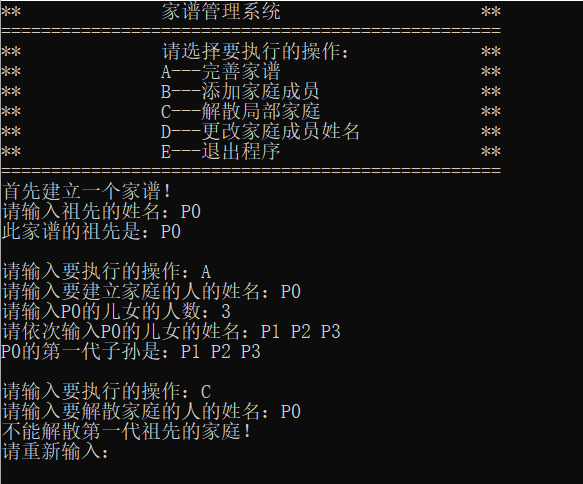 **              家谱管理系统                    **
==================================================
**              请选择要执行的操作:             **
**              A---完善家谱                    **
**              B---添加家庭成员                **
**              C---解散局部家庭                **
**              D---更改家庭成员姓名            **
**              E---退出程序                    **
==================================================
首先建立一个家谱!
请输入祖先的姓名: P0
此家谱的祖先是: P0

请输入要执行的操作: A
请输入要建立家庭的人的姓名: P0
请输入P0的儿女的人数: 3
请依次输入P0的儿女的姓名: P1 P2 P3
P0的第一代子孙是: P1 P2 P3

请输入要执行的操作: C
请输入要解散家庭的人的姓名: P0
不能解散第一代祖先的家庭!
请重新输入: